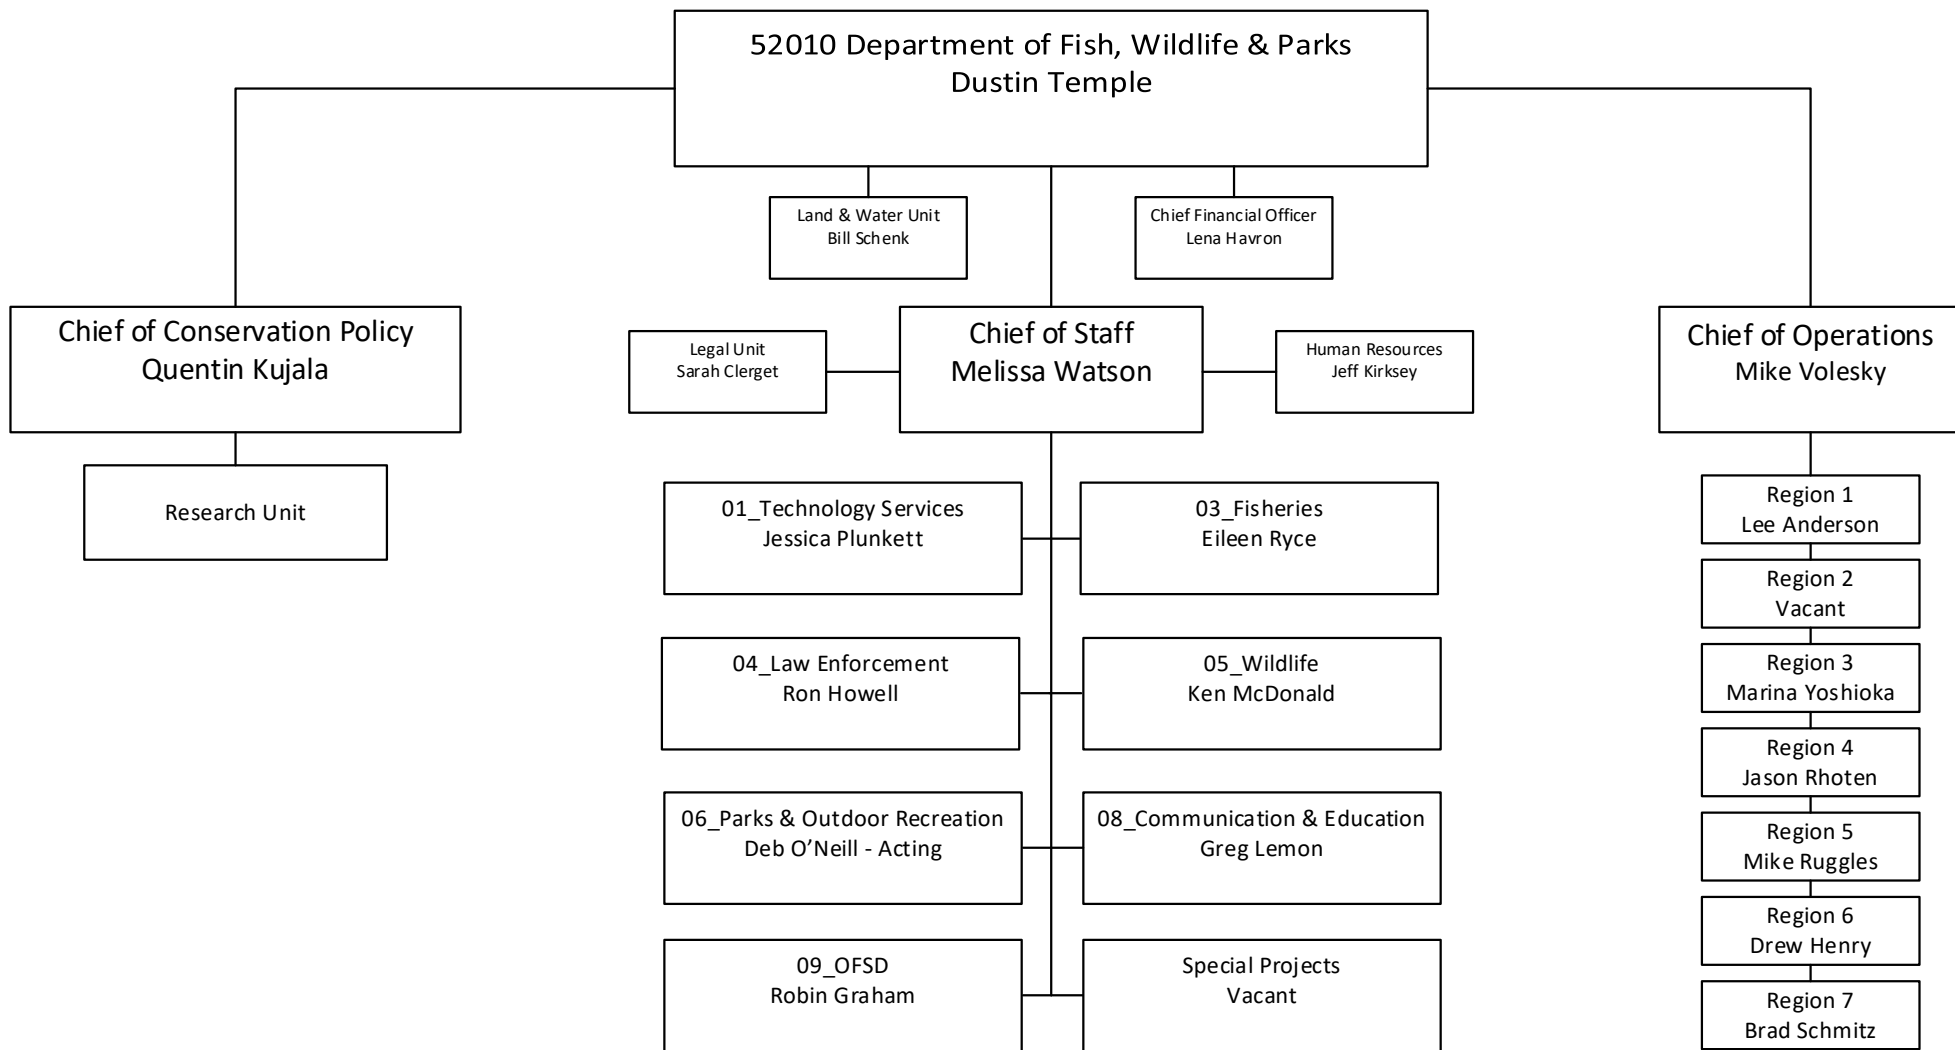 52010 Department of Fish, Wildlife & Parks
Dustin Temple
Land & Water Unit
Bill Schenk
Chief Financial Officer
Lena Havron
Chief of Conservation Policy
Quentin Kujala
Legal Unit
Sarah Clerget
Chief of Staff
Melissa Watson
Human Resources
Jeff Kirksey
Chief of Operations
Mike Volesky
Research Unit
01_Technology Services
Jessica Plunkett
03_Fisheries
Eileen Ryce
04_Law Enforcement
Ron Howell
05_Wildlife
Ken McDonald
06_Parks & Outdoor Recreation
Deb O’Neill - Acting
08_Communication & Education
Greg Lemon
09_OFSD
Robin Graham
Special Projects
Vacant
Region 1
Lee Anderson
Region 2
Vacant
Region 3
Marina Yoshioka
Region 4
Jason Rhoten
Region 5
Mike Ruggles
Region 6
Drew Henry
Region 7
Brad Schmitz